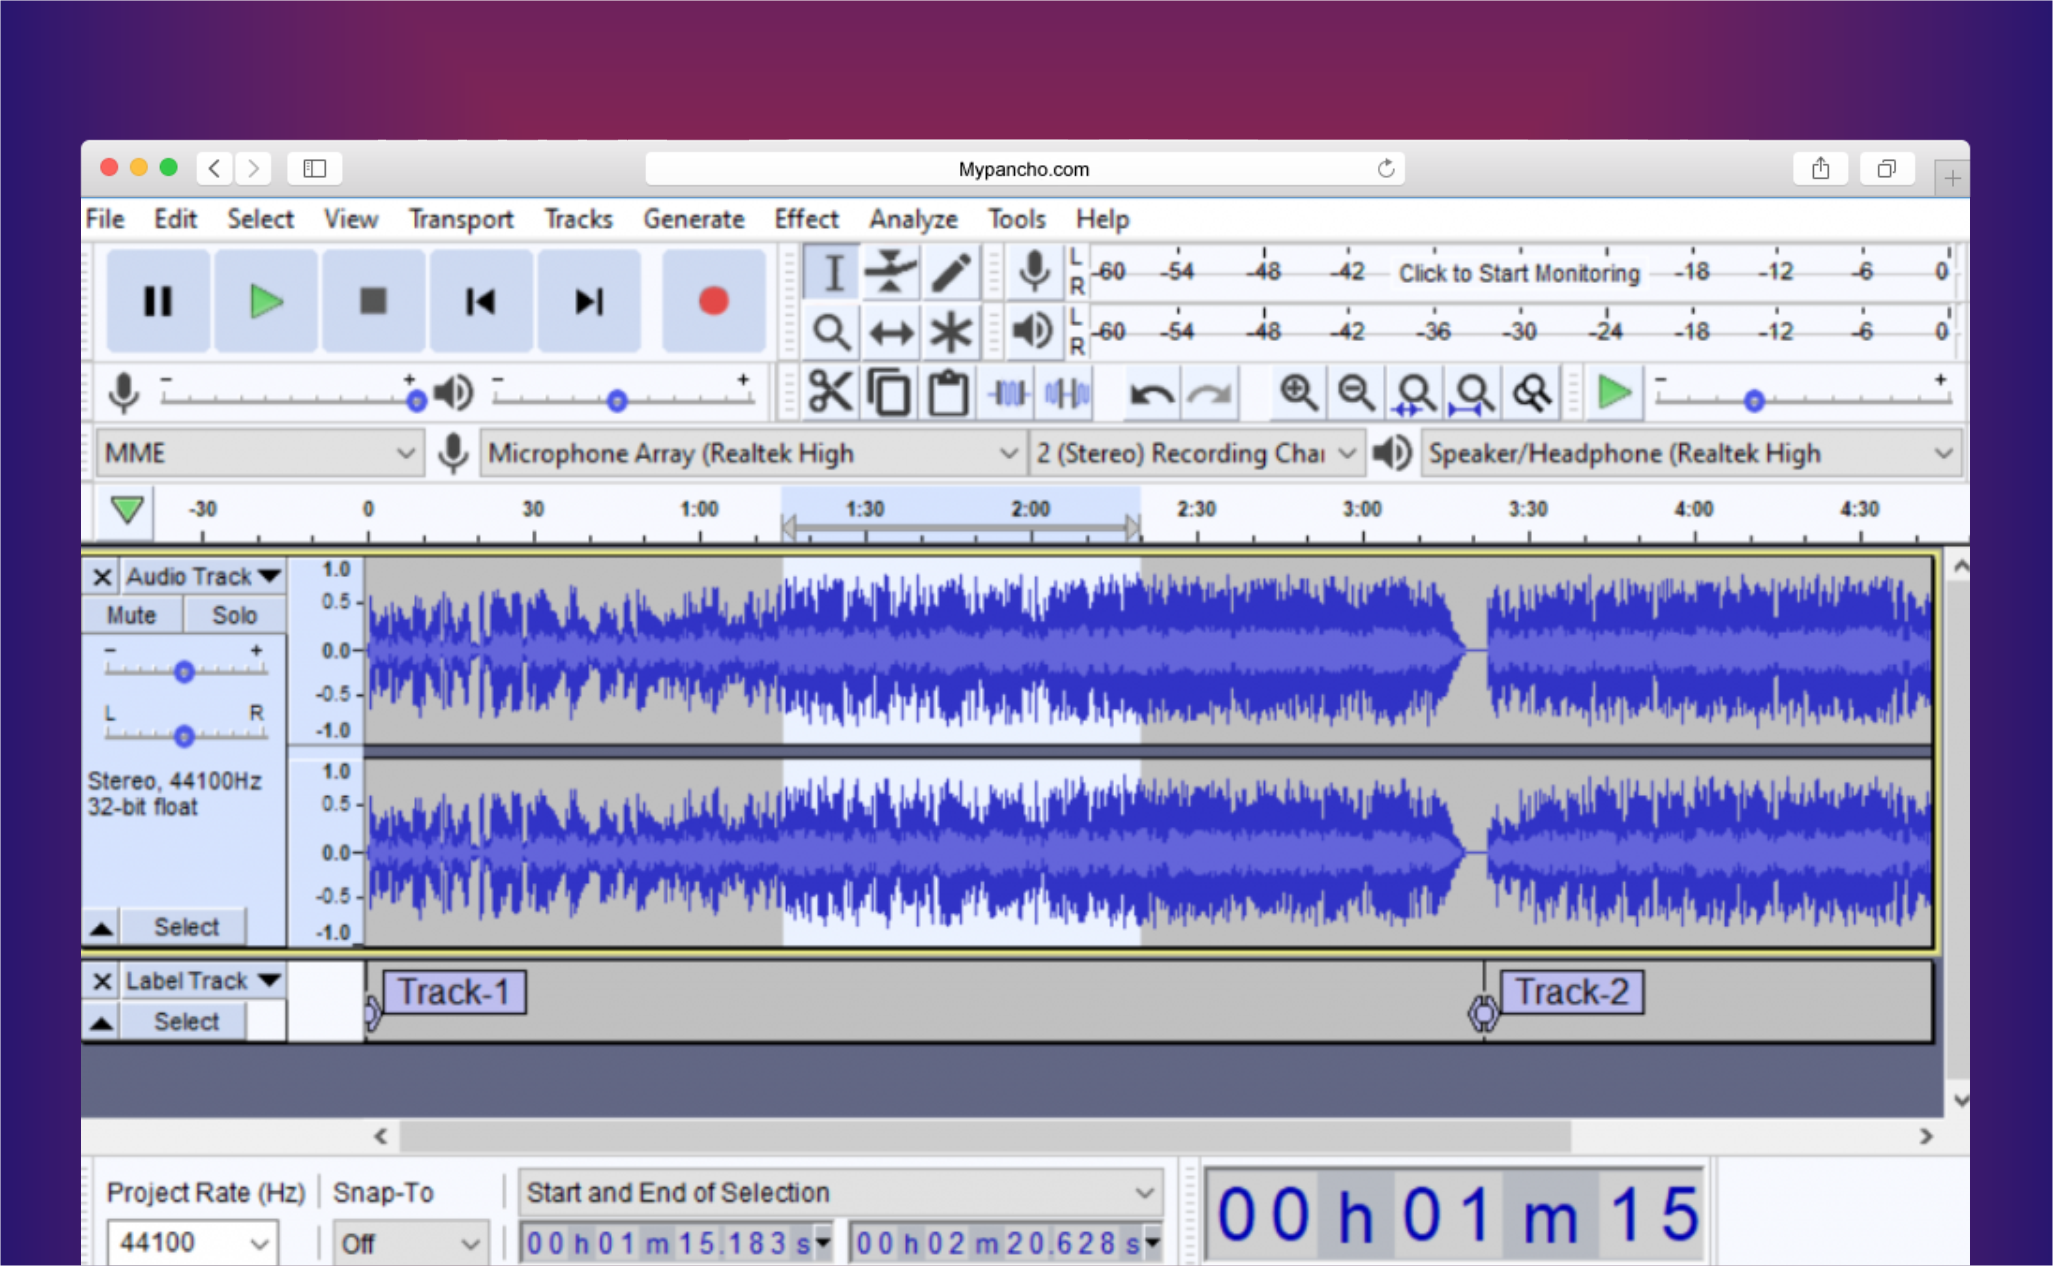 Mypancho.com
File Edit Select View Transport Tracks Generate Effect Analyze Tools Help
L R -60 -54 -48 -42 Click to Start Monitoring -18 -12 -6 0
L R -60 -54 -48 -42 -36 -30 -24 -18 -12 -6 0
- + - + - +
MME Microphone Array (Realtek High 2 (Stereo) Recording Chai Speaker/Headphone (Realtek High
-30 0 30 1:00 1:30 2:00 2:30 3:00 3:30 4:00 4:30
X Audio Track 1.0
Mute Solo 0.5
- + 0.0
-0.5
L R -1.0
1.0
Stereo, 44100Hz
32-bit float 0.5
0.0
-0.5
Select -1.0
X Label Track Track-1 Track-2
Select
Project Rate (Hz) Snap-To Start and End of Selection
44100 Off 00 h 01 m 15.183 s 00 h 02 m 20.628 s 00 h 01 m 15